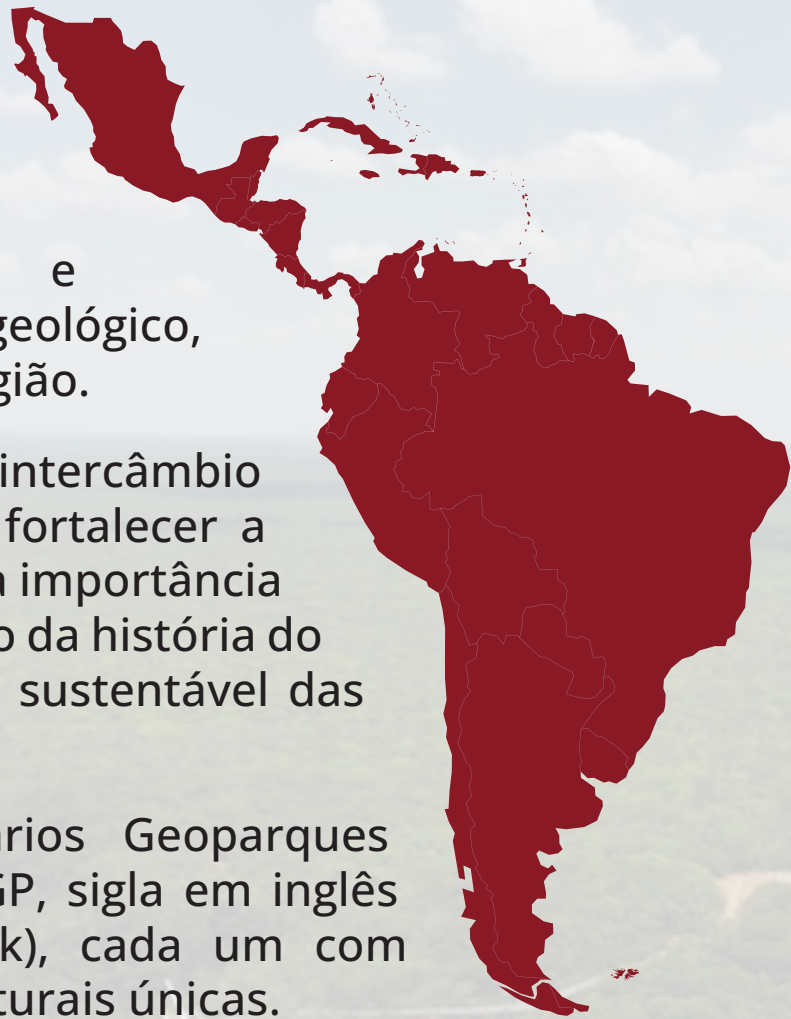 e
geológico,
gião.
intercâmbio
fortalecer a
a importância
o da história do
sustentável das
ários Geoparques
GP, sigla em inglês
k), cada um com
turais únicas.